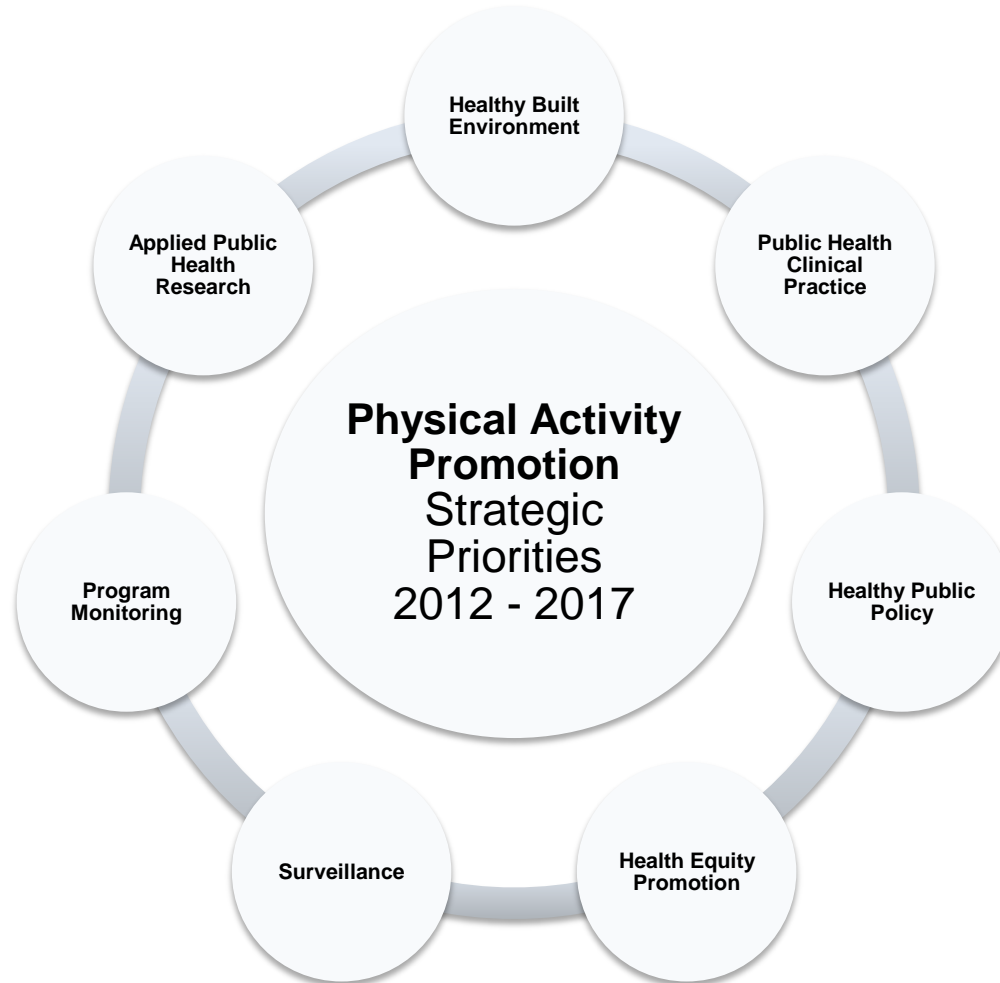 Healthy Built
Environment
Public Health
Clinical
Practice
Healthy Public
Policy
Health Equity
Promotion
Surveillance
Program
Monitoring
Applied Public
Health
Research
Physical Activity
Promotion
Strategic
Priorities
2012 - 2017